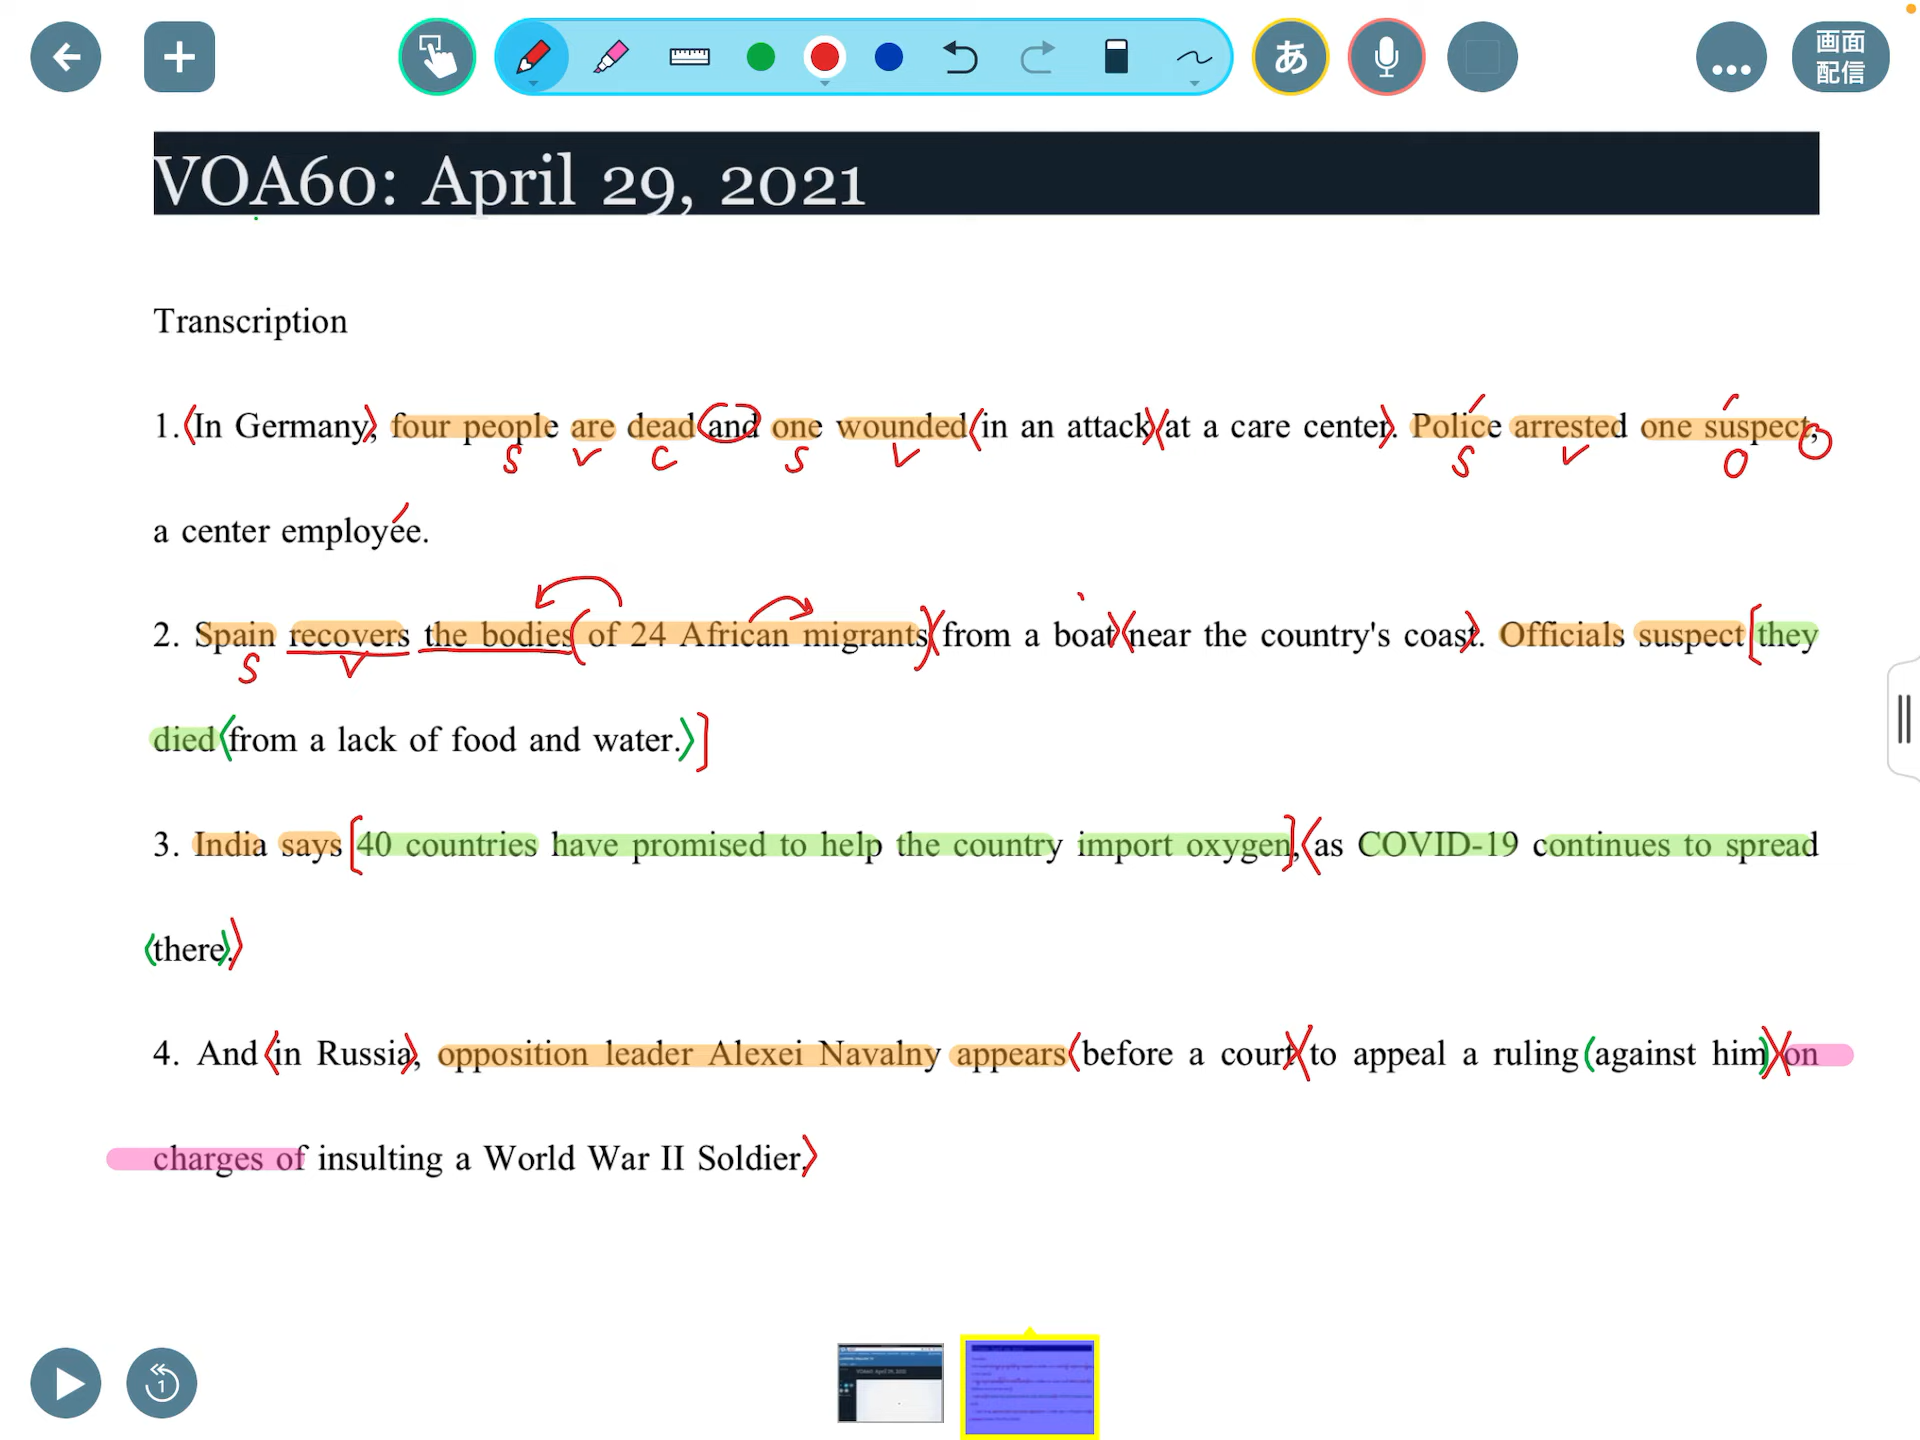 あ
画面
配信
VOA60: April 29, 2021
Transcription
1. In Germany, four people are dead and one wounded in an attack at a care center. Police arrested one suspect,
S V C S V S V O
a center employee.
2. Spain recovers the bodies of 24 African migrants from a boat near the country's coast. Officials suspect [they
S V
died from a lack of food and water.]
3. India says [40 countries have promised to help the country import oxygen], as COVID-19 continues to spread
there.
4. And in Russia, opposition leader Alexei Navalny appears before a court to appeal a ruling (against him) on
charges of insulting a World War II Soldier.
1